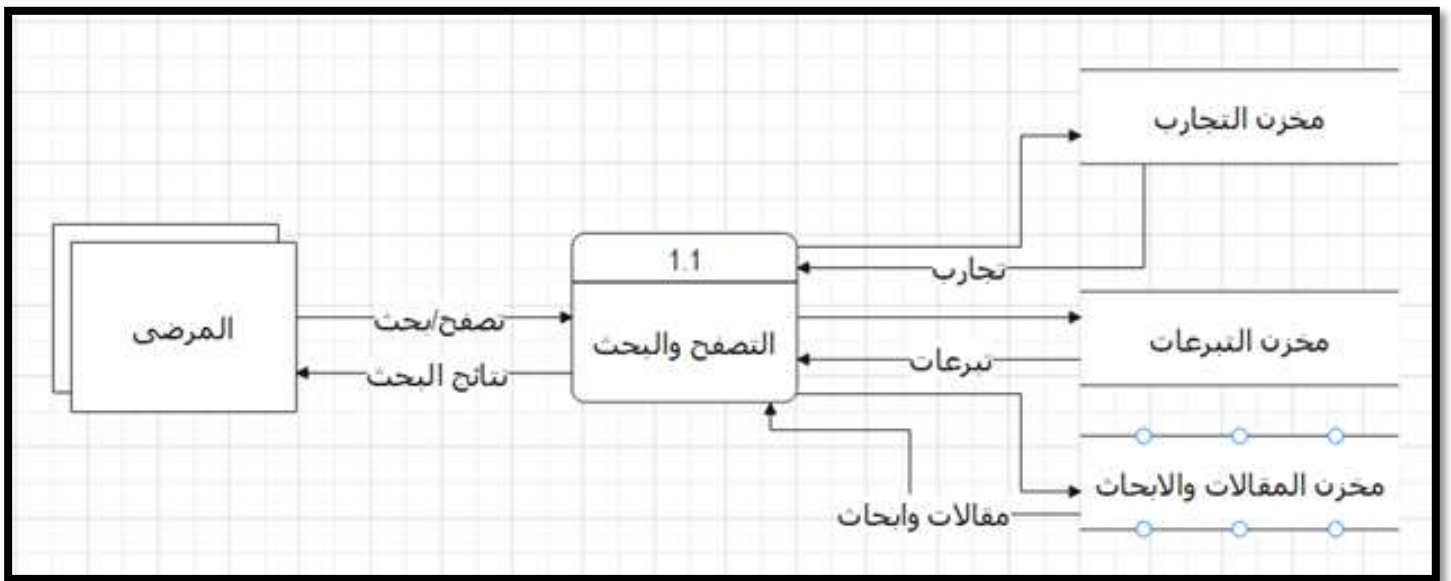 مخزن التجارب
1.1
تجارب
المرضى
تصفح/بحث
التصفح والبحث
مخزن التبرعات
تبرعات
نتائج البحث
مخزن المقالات والابحاث
مقالات وابحاث